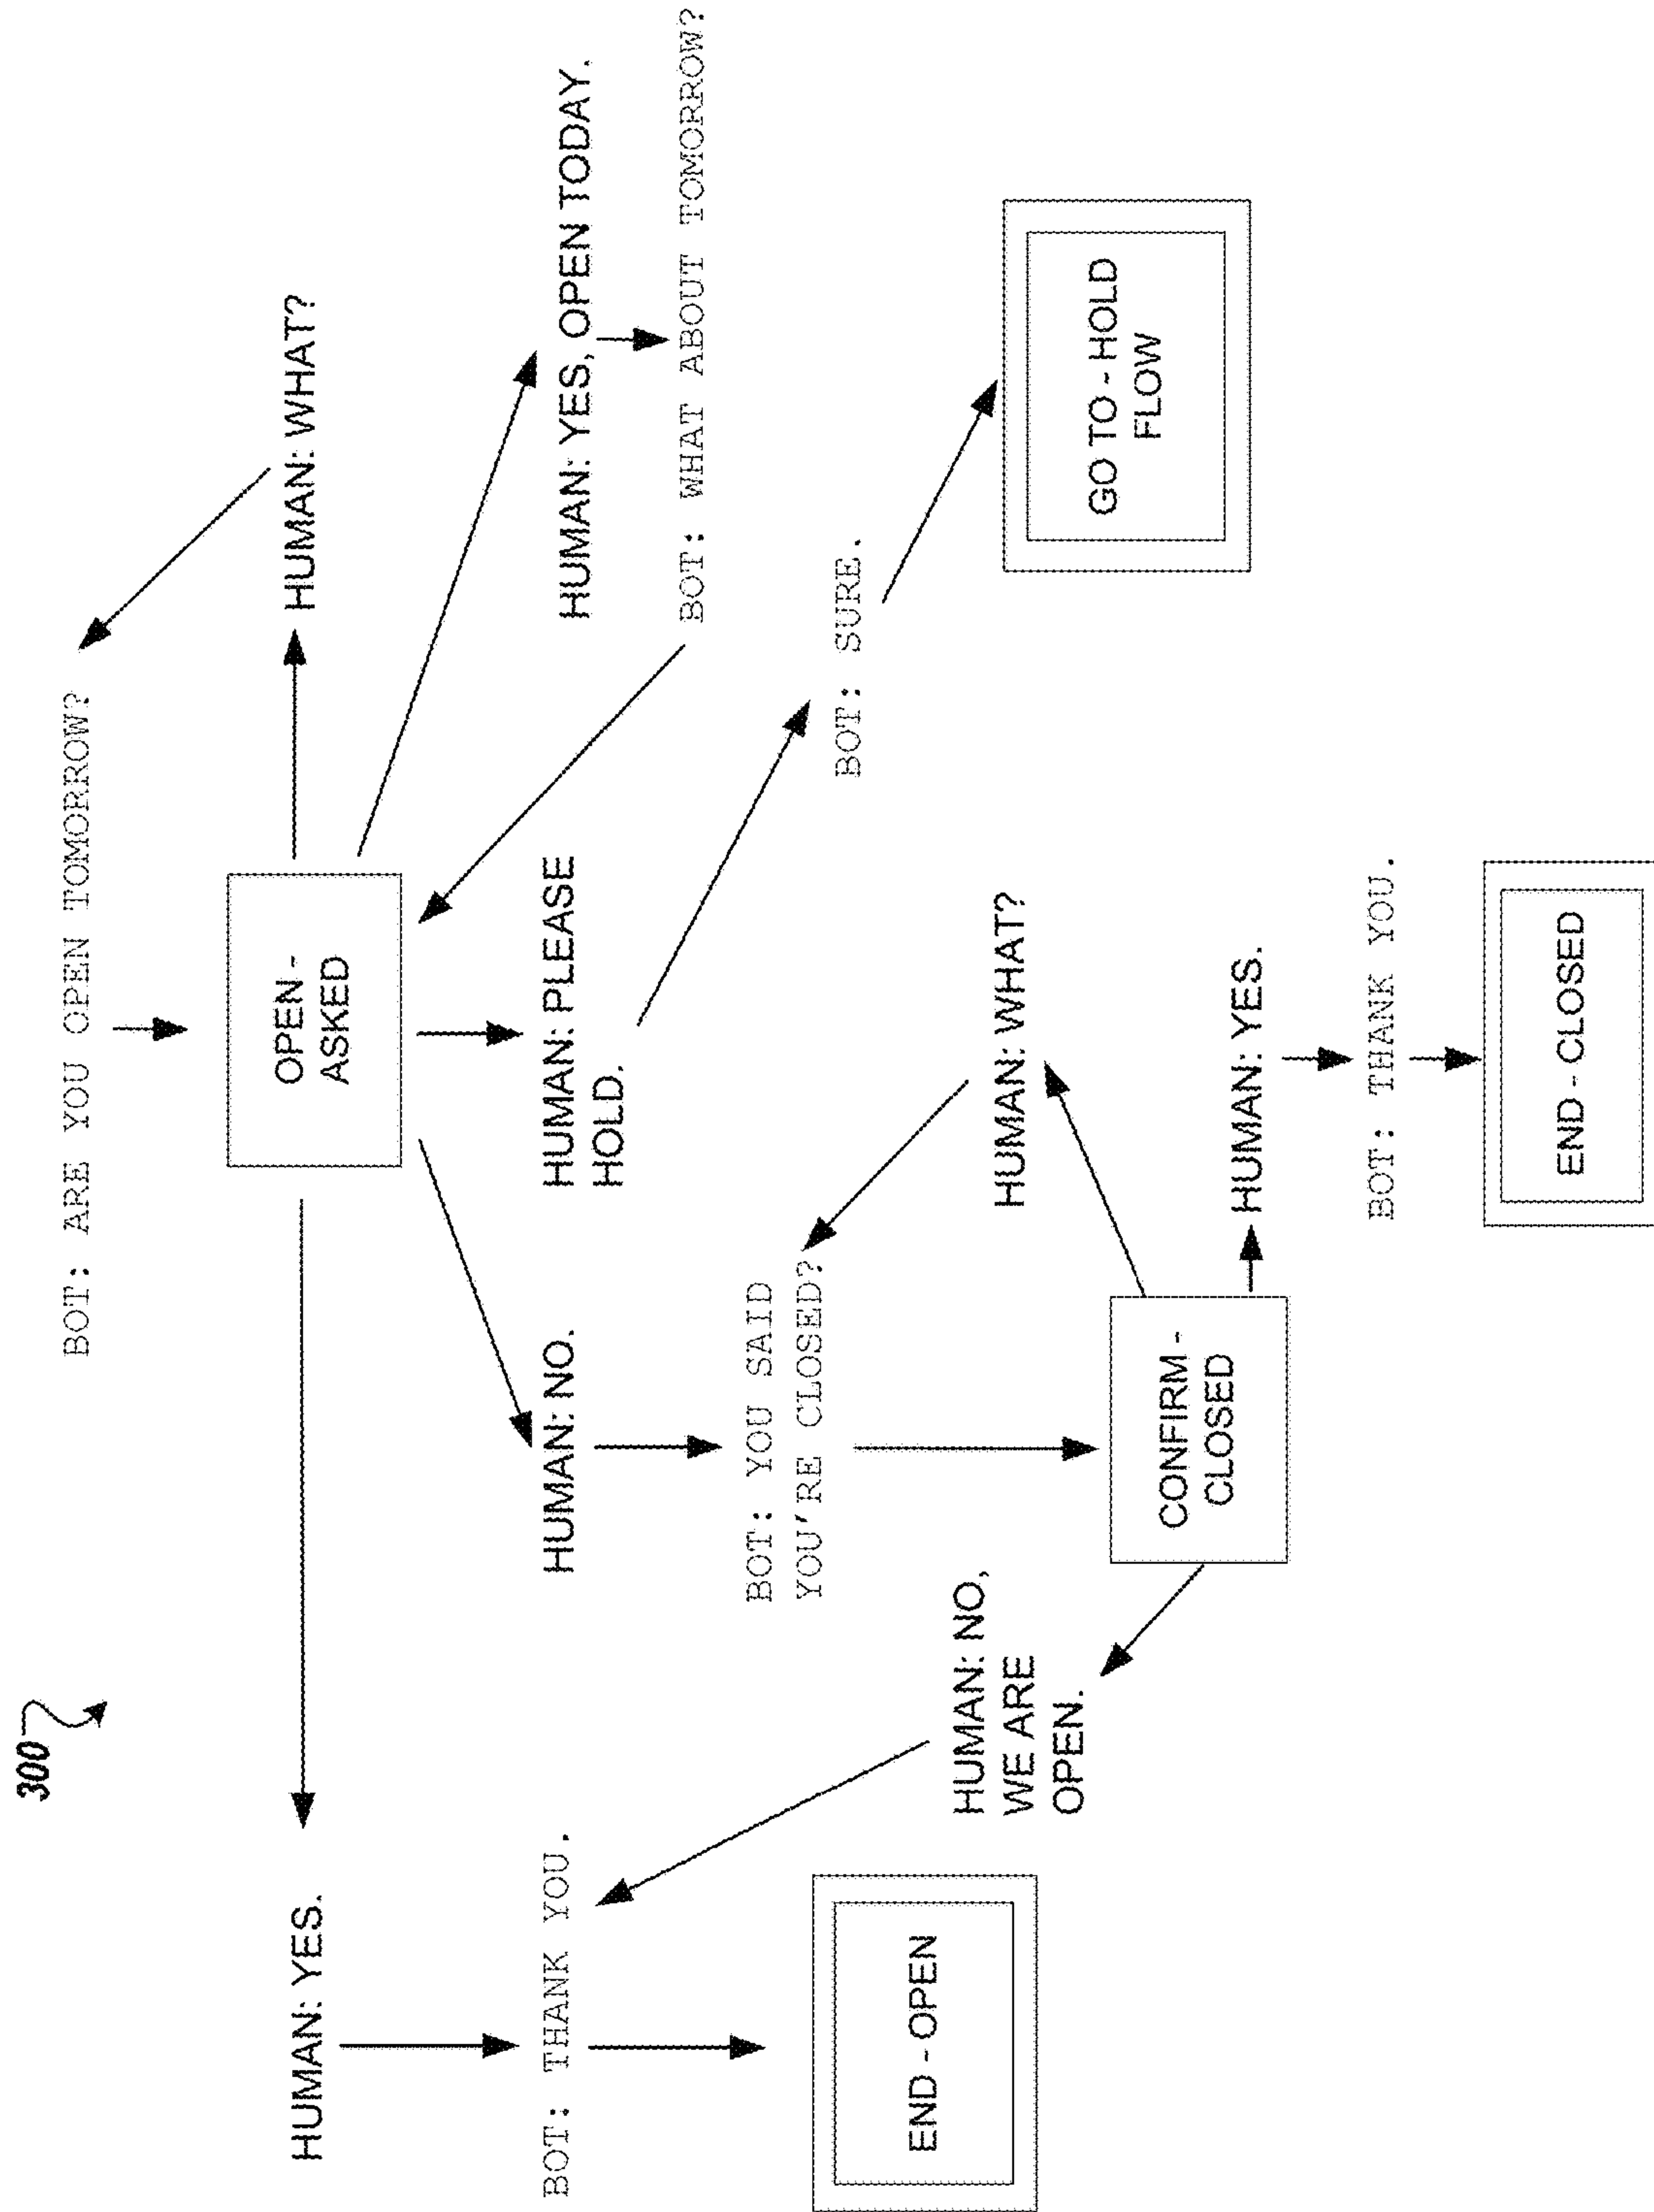 300
BOT: ARE YOU OPEN TOMORROW?
OPEN -
ASKED
HUMAN: YES.
HUMAN: WHAT?
HUMAN: NO.
HUMAN: PLEASE
HOLD.
HUMAN: YES, OPEN TODAY.
BOT: THANK YOU.
BOT: WHAT ABOUT TOMORROW?
BOT: YOU SAID
YOU'RE CLOSED?
BOT: SURE.
END - OPEN
HUMAN: NO,
WE ARE
OPEN.
HUMAN: WHAT?
GO TO - HOLD
FLOW
CONFIRM -
CLOSED
HUMAN: YES.
BOT: THANK YOU.
END - CLOSED